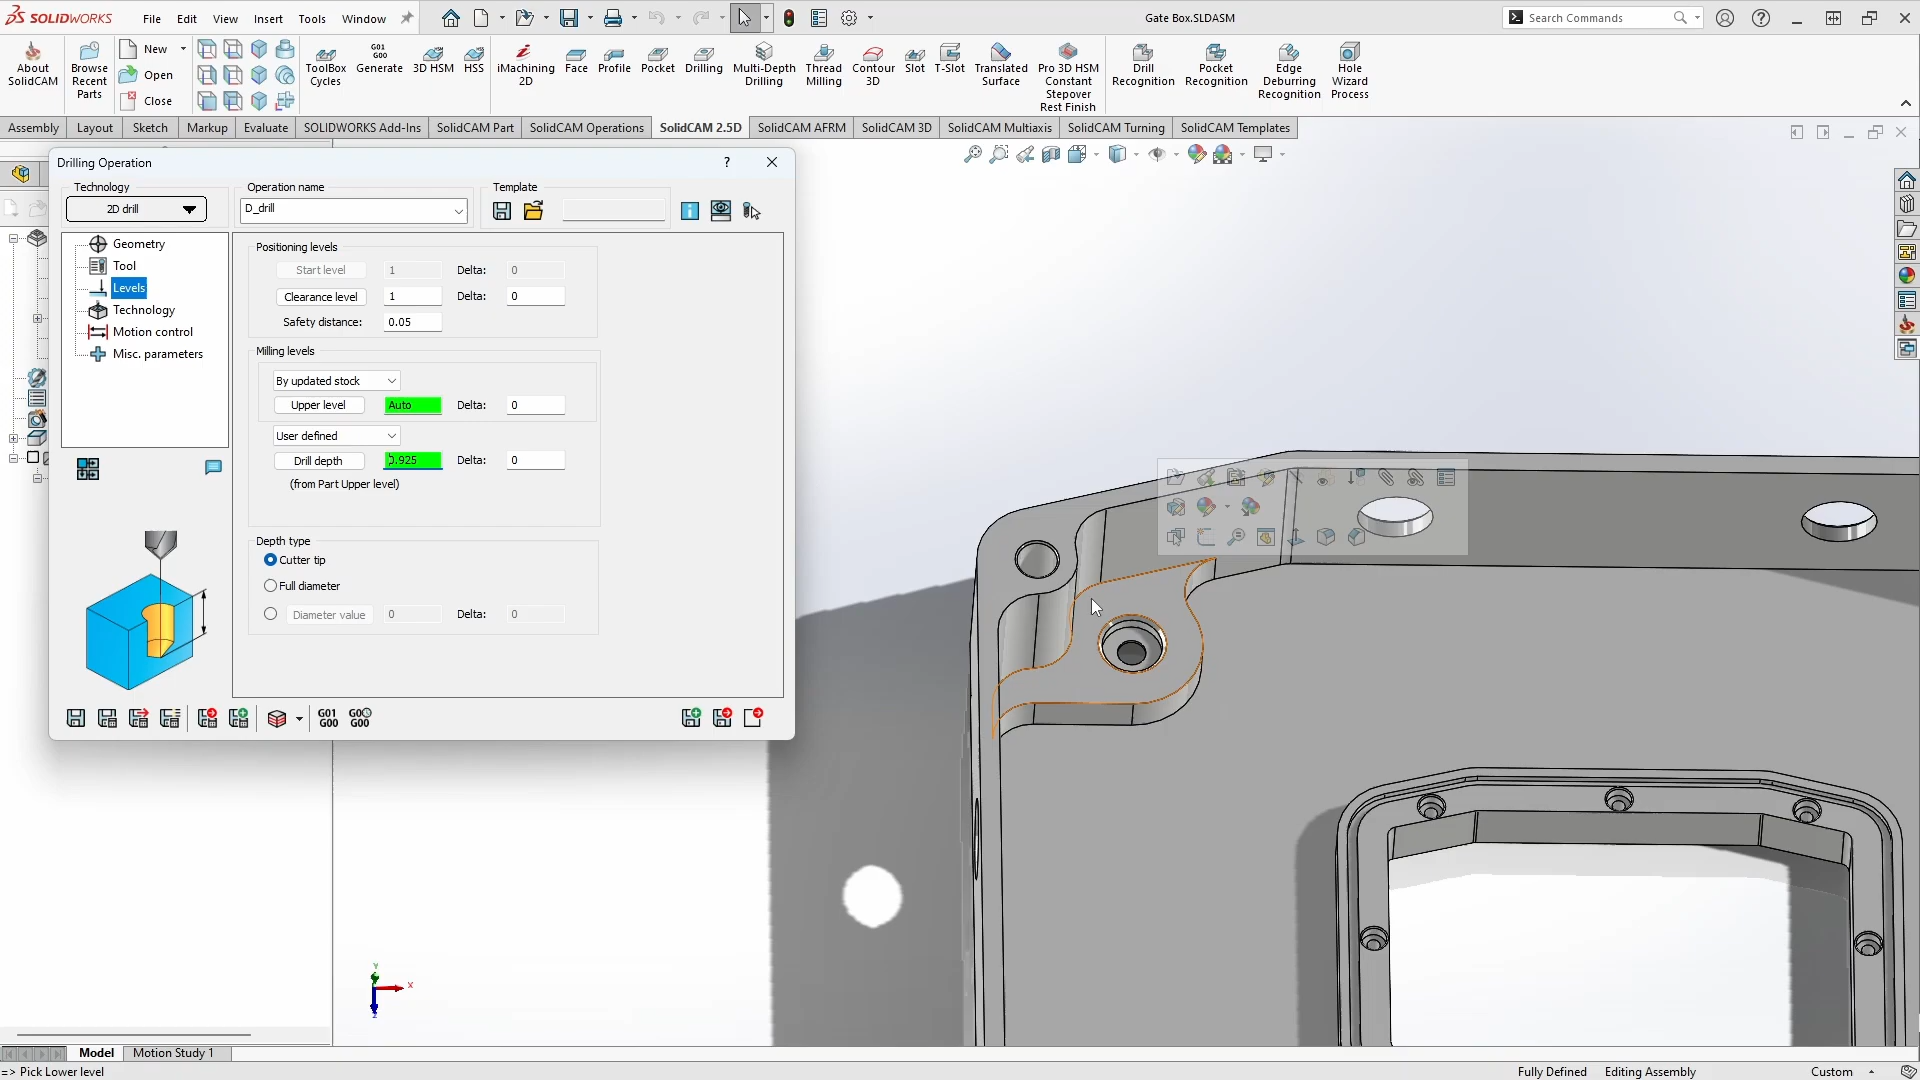 SOLIDWORKS
File
Edit
View
Insert
Tools
Window
Gate Box.SLDASM
Search Commands
About SolidCAM
Browse Recent Parts
New
Open
Close
ToolBox Cycles
G01 G00
Generate
3D HSM
HSS
iMachining 2D
Face
Profile
Pocket
Drilling
Multi-Depth Drilling
Thread Milling
Contour 3D
Slot
T-Slot
Translated Surface
Pro 3D HSM Constant Stepover Rest Finish
Drill Recognition
Pocket Recognition
Edge Deburring Recognition
Hole Wizard Process
Assembly
Layout
Sketch
Markup
Evaluate
SOLIDWORKS Add-Ins
SolidCAM Part
SolidCAM Operations
SolidCAM 2.5D
SolidCAM AFRM
SolidCAM 3D
SolidCAM Multiaxis
SolidCAM Turning
SolidCAM Templates
Drilling Operation
?
Technology
2D drill
Operation name
D_drill
Template
Geometry
Tool
Levels
Technology
Motion control
Misc. parameters
Positioning levels
Start level 1 Delta: 0
Clearance level 1 Delta: 0
Safety distance: 0.05
Milling levels
By updated stock
Upper level Auto Delta: 0
User defined
Drill depth 0.925 Delta: 0
(from Part Upper level)
Depth type
Cutter tip
Full diameter
Diameter value 0 Delta: 0
G01 G00
G0 G00
Y
X
Z
Model
Motion Study 1
=> Pick Lower level
Fully Defined
Editing Assembly
Custom